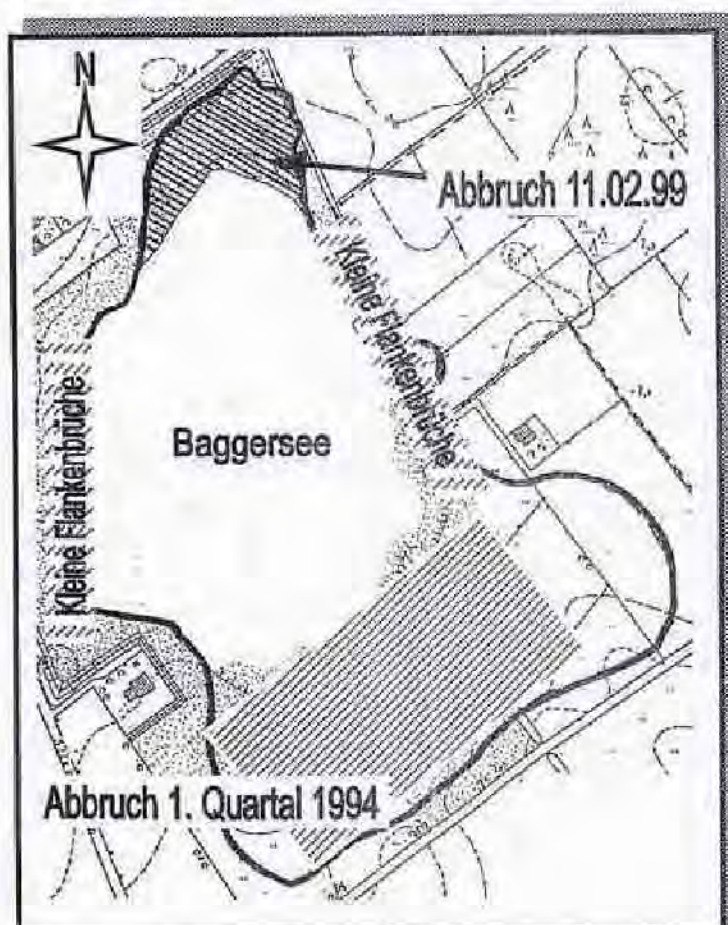 N
Abbruch 11.02.99
Kleine Flankenbrüche
Baggersee
Kleine Flankenbrüche
Abbruch 1. Quartal 1994